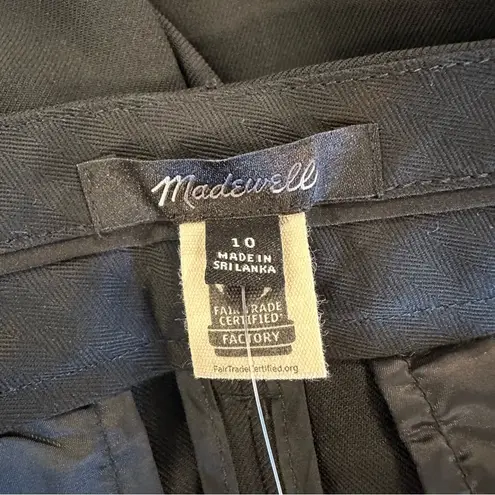 Madewell
10
MADE IN
SRI LANKA
FAIR TRADE
CERTIFIED
FACTORY
FairTradeCertified.org